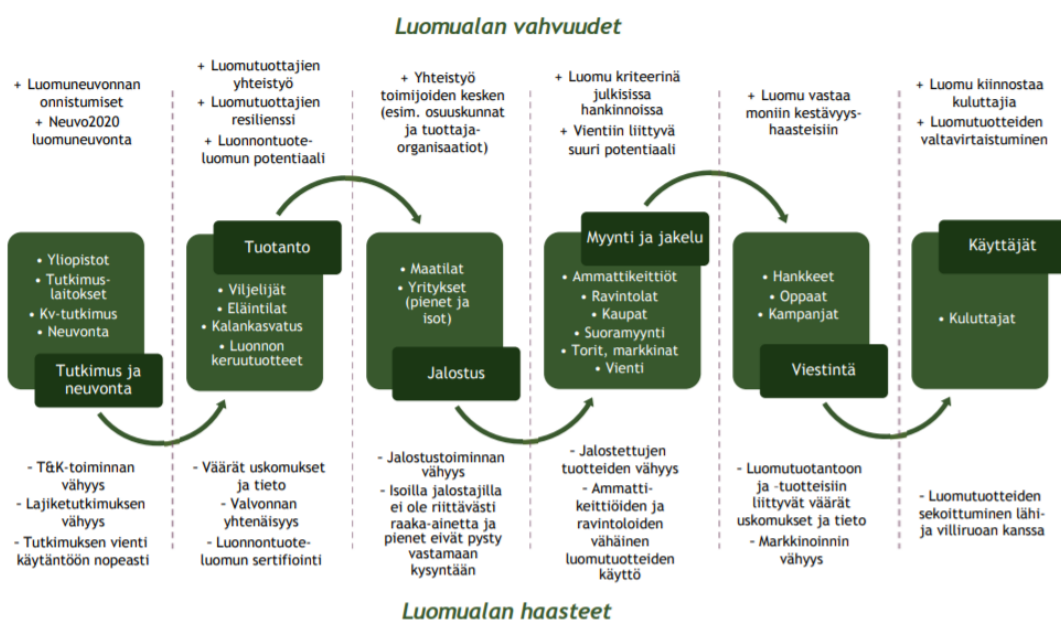 Luomualan vahvuudet
+ Luomuneuvonnan
onnistumiset
+ Neuvo2020
luomuneuvonta
+ Luomutuottajien
yhteistyö
+ Luomutuottajien
resilienssi
+ Luonnontuote-
luomun potentiaali
+ Yhteistyö
toimijoiden kesken
(esim. osuuskunnat
ja tuottaja-
organisaatiot)
+ Luomu kriteerinä
julkisissa
hankinnoissa
+ Vientiin liittyvä
suuri potentiaali
+ Luomu vastaa
moniin kestävyys-
haasteisiin
+ Luomu kiinnostaa
kuluttajia
+ Luomutuotteiden
valtavirtaistuminen
• Yliopistot
• Tutkimus-
laitokset
• Kv-tutkimus
• Neuvonta
Tutkimus ja
neuvonta
Tuotanto
• Viljelijät
• Eläintilat
• Kalankasvatus
• Luonnon
keruutuotteet
• Maatilat
• Yritykset
(pienet ja
isot)
Jalostus
Myynti ja jakelu
• Ammattikeittiöt
• Ravintolat
• Kaupat
• Suoramyynti
• Torit, markkinat
• Vienti
• Hankkeet
• Oppaat
• Kampanjat
Viestintä
Käyttäjät
• Kuluttajat
- T&K-toiminnan
vähyys
- Lajiketutkimuksen
vähyys
- Tutkimuksen vienti
käytäntöön nopeasti
- Väärät uskomukset
ja tieto
- Valvonnan
yhtenäisyys
- Luonnontuote-
luomun sertifiointi
- Jalostustoiminnan
vähyys
- Isoilla jalostajilla
ei ole riittävästi
raaka-ainetta ja
pienet eivät pysty
vastamaan
kysyntään
- Jalostettujen
tuotteiden vähyys
- Ammatti-
keittiöiden ja
ravintoloiden
vähäinen
luomutuotteiden
käyttö
- Luomutuotantoon
ja -tuotteisiin
liittyvät väärät
uskomukset ja tieto
- Markkinoinnin
vähyys
- Luomutuotteiden
sekoittuminen lähi-
ja villiruoan kanssa
Luomualan haasteet